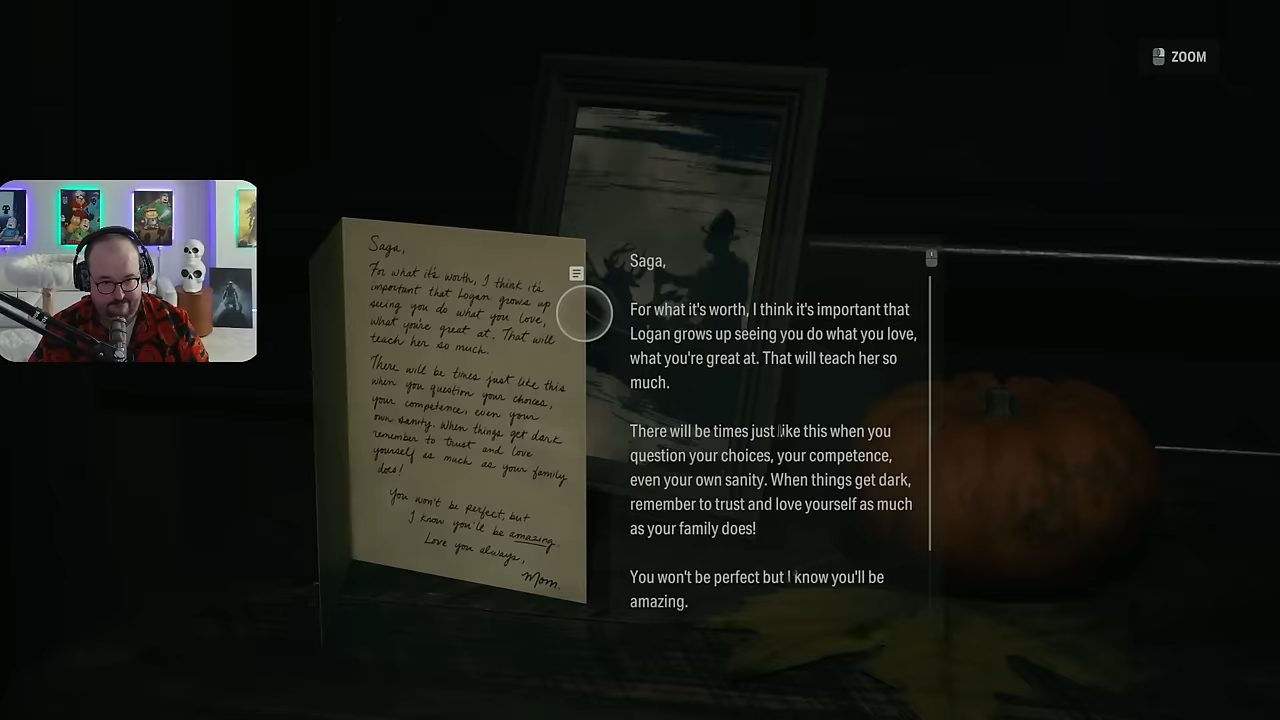 ZOOM
Saga,
For what it's worth, I think it's
important that Logan grows up
seeing you do what you love,
what you're great at. That will
teach her so much.
There will be times just like this
when you question your choices,
your competence, even your
own sanity. When things get dark
remember to trust and love
yourself as much as your family
does!
You won't be perfect, but
I know you'll be amazing.
Love you always,
Mom.
Saga,
For what it's worth, I think it's important that
Logan grows up seeing you do what you love,
what you're great at. That will teach her so
much.
There will be times just like this when you
question your choices, your competence,
even your own sanity. When things get dark,
remember to trust and love yourself as much
as your family does!
You won't be perfect but I know you'll be
amazing.